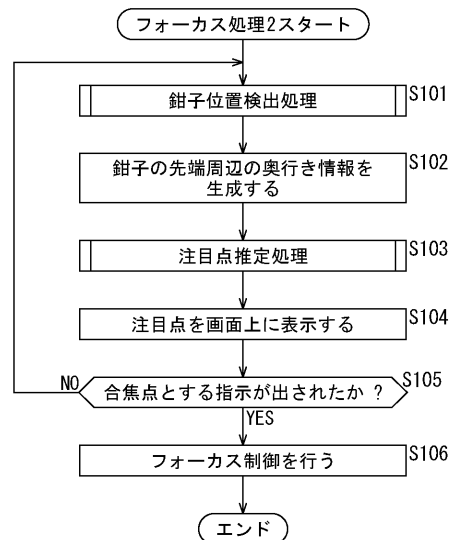 フォーカス処理2スタート
鉗子位置検出処理
S101
鉗子の先端周辺の奥行き情報を
生成する
S102
注目点推定処理
S103
注目点を画面上に表示する
S104
合焦点とする指示が出されたか ?
S105
NO
YES
フォーカス制御を行う
S106
エンド